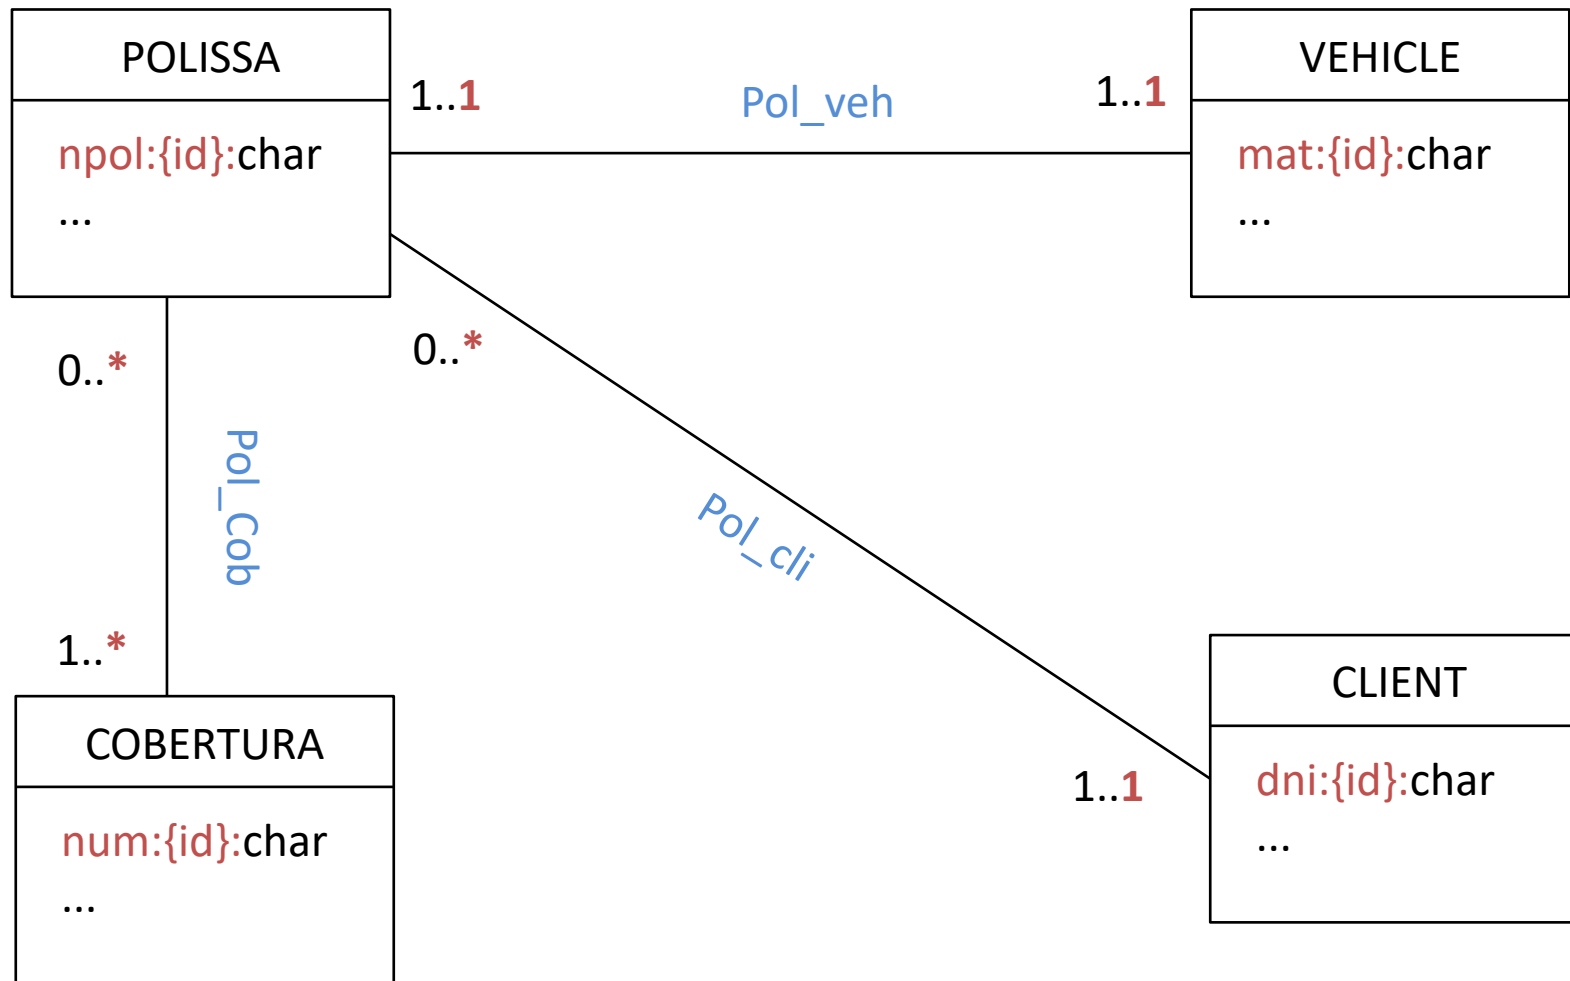 POLISSA
npol:{id}:char
...
1..1
Pol_veh
1..1
VEHICLE
mat:{id}:char
...
0..*
0..*
Pol_Cob
Pol_cli
1..*
1..1
COBERTURA
num:{id}:char
...
CLIENT
dni:{id}:char
...